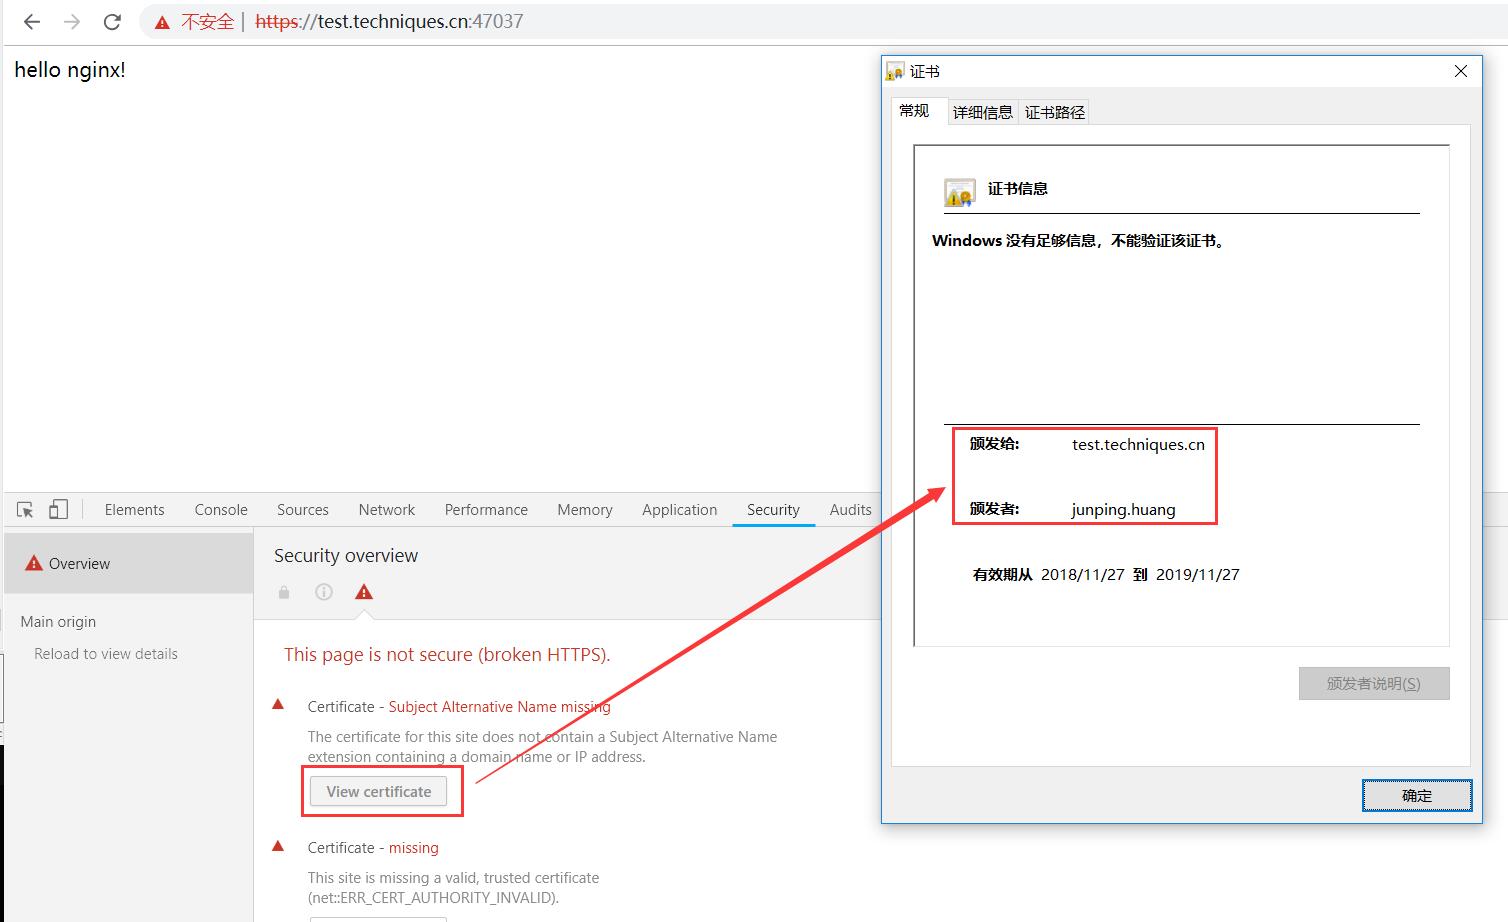 不安全 | https://test.techniques.cn:47037
hello nginx!
证书
常规 详细信息 证书路径
证书信息
Windows 没有足够信息，不能验证该证书。
颁发给: test.techniques.cn
颁发者: junping.huang
有效期从 2018/11/27 到 2019/11/27
颁发者说明(S)
确定
Elements Console Sources Network Performance Memory Application Security Audits
Overview
Main origin
Reload to view details
Security overview
This page is not secure (broken HTTPS).
Certificate - Subject Alternative Name missing
The certificate for this site does not contain a Subject Alternative Name
extension containing a domain name or IP address.
View certificate
Certificate - missing
This site is missing a valid, trusted certificate
(net::ERR_CERT_AUTHORITY_INVALID).